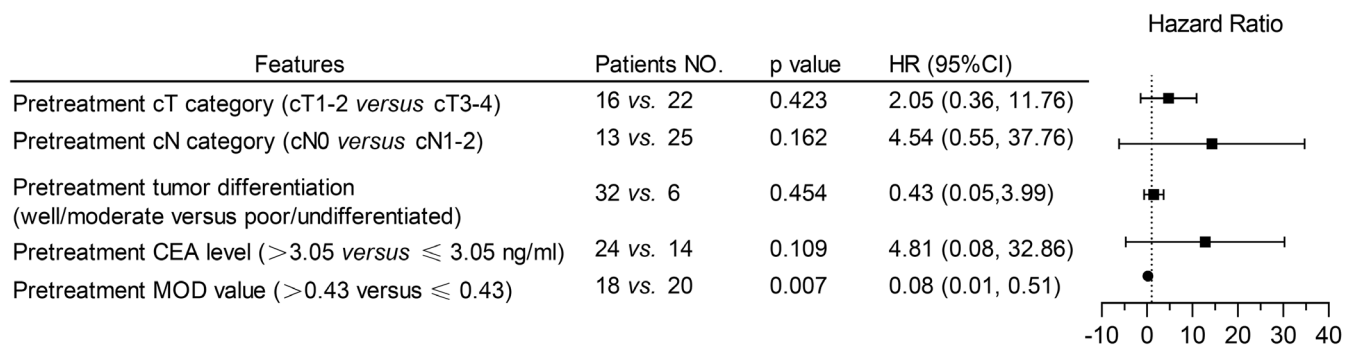 Hazard Ratio
Features Patients NO. p value HR (95%CI)
Pretreatment cT category (cT1-2 versus cT3-4) 16 vs. 22 0.423 2.05 (0.36, 11.76)
Pretreatment cN category (cN0 versus cN1-2) 13 vs. 25 0.162 4.54 (0.55, 37.76)
Pretreatment tumor differentiation
(well/moderate versus poor/undifferentiated) 32 vs. 6 0.454 0.43 (0.05,3.99)
Pretreatment CEA level (>3.05 versus ≤ 3.05 ng/ml) 24 vs. 14 0.109 4.81 (0.08, 32.86)
Pretreatment MOD value (>0.43 versus ≤ 0.43) 18 vs. 20 0.007 0.08 (0.01, 0.51)
-10 0 10 20 30 40